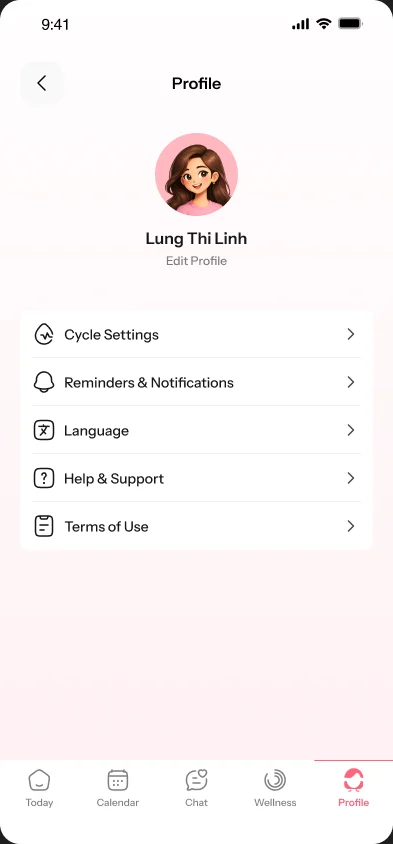 9:41
Profile
Lung Thi Linh
Edit Profile
Cycle Settings
Reminders & Notifications
Language
Help & Support
Terms of Use
Today
Calendar
Chat
Wellness
Profile